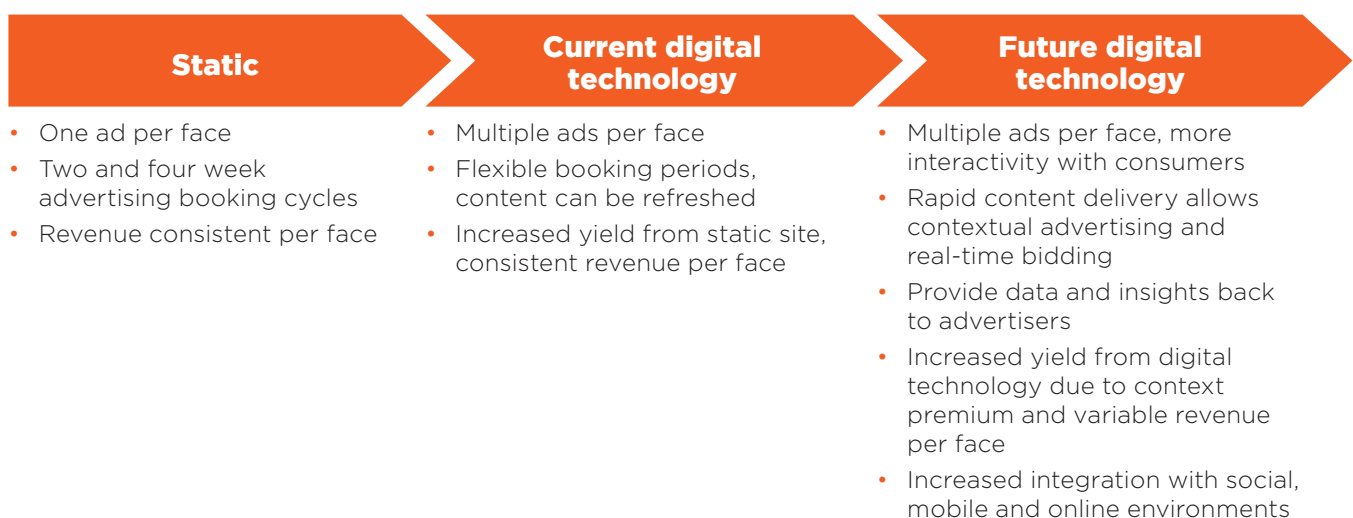 Static
• One ad per face
• Two and four week
advertising booking cycles
• Revenue consistent per face
Current digital
technology
• Multiple ads per face
• Flexible booking periods,
content can be refreshed
• Increased yield from static site,
consistent revenue per face
Future digital
technology
• Multiple ads per face, more
interactivity with consumers
• Rapid content delivery allows
contextual advertising and
real-time bidding
• Provide data and insights back
to advertisers
• Increased yield from digital
technology due to context
premium and variable revenue
per face
• Increased integration with social,
mobile and online environments